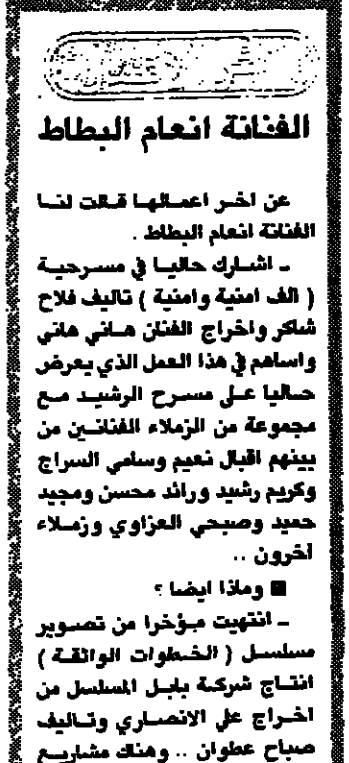 الفنانة انعام البطاط
عن اخر اعمالها قالت لنا
الفنانة انعام البطاط .
ـ اشارك حاليا في مسرحية
( الف امنية وامنية ) تاليف فلاح
شاكر واخراج الفنان هاني هاني
واساهم في هذا العمل الذي يعرض
حاليا على مسرح الرشيد مع
مجموعة من الزملاء الفنانين من
بينهم اقبال نعيم وسامي السراج
وكريم رشيد ورائد محسن ومجيد
حميد وصبحي العزاوي وزملاء
آخرون ..
■ وماذا ايضا ؟
ـ انتهيت مؤخرا من تصوير
مسلسل ( الخطوات الواثقة )
انتاج شركة بابل المسلسل من
اخراج علي الانصاري وتاليف
صباح عطوان .. وهناك مشاريع